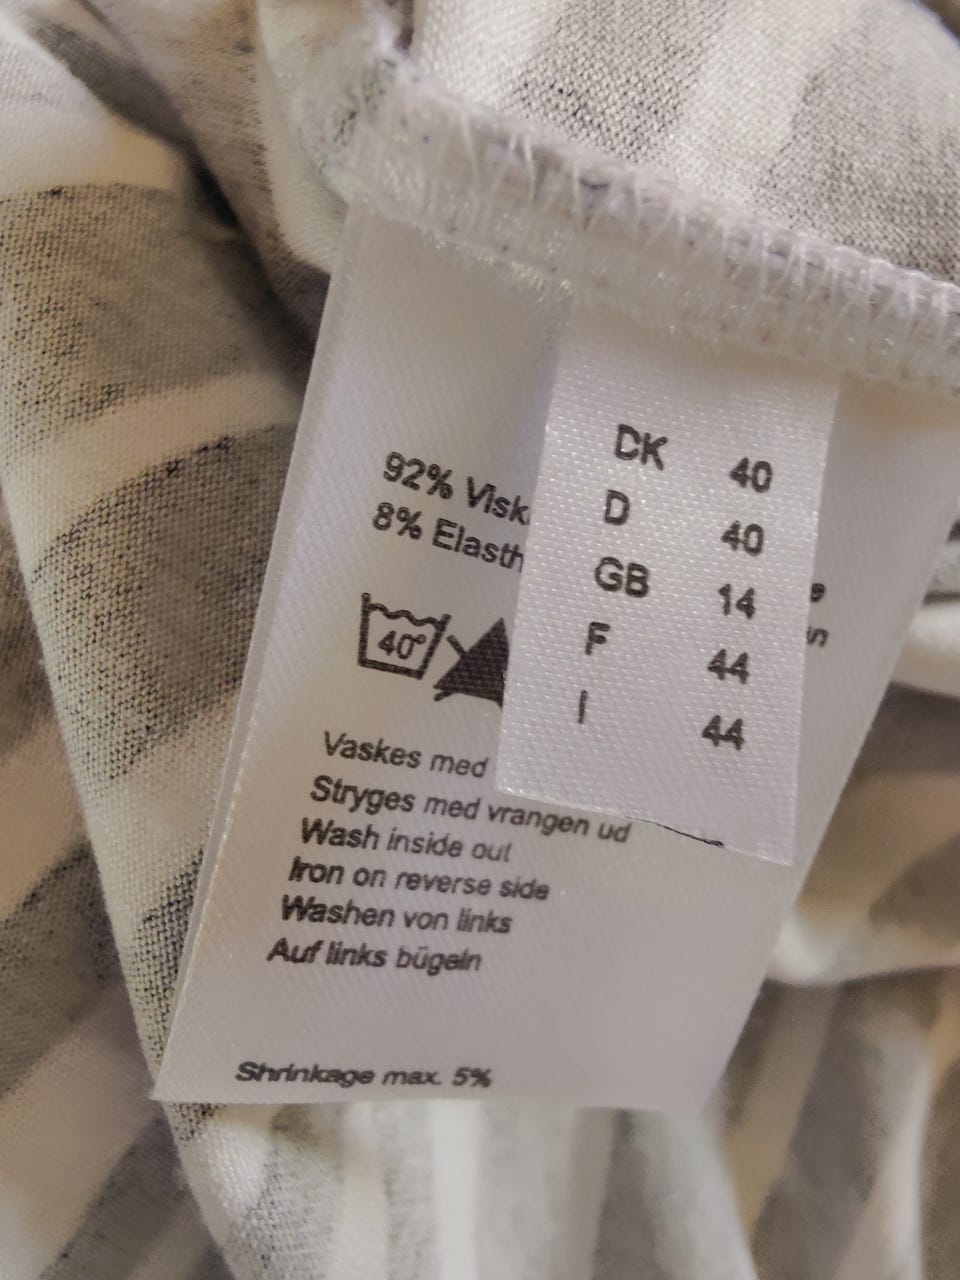 DK 40
D 40
GB 14
F 44
I 44
92% Visk
8% Elasth
40°
Vaskes med
Stryges med vrangen ud
Wash inside out
Iron on reverse side
Washen von links
Auf links bügeln
Shrinkage max. 5%